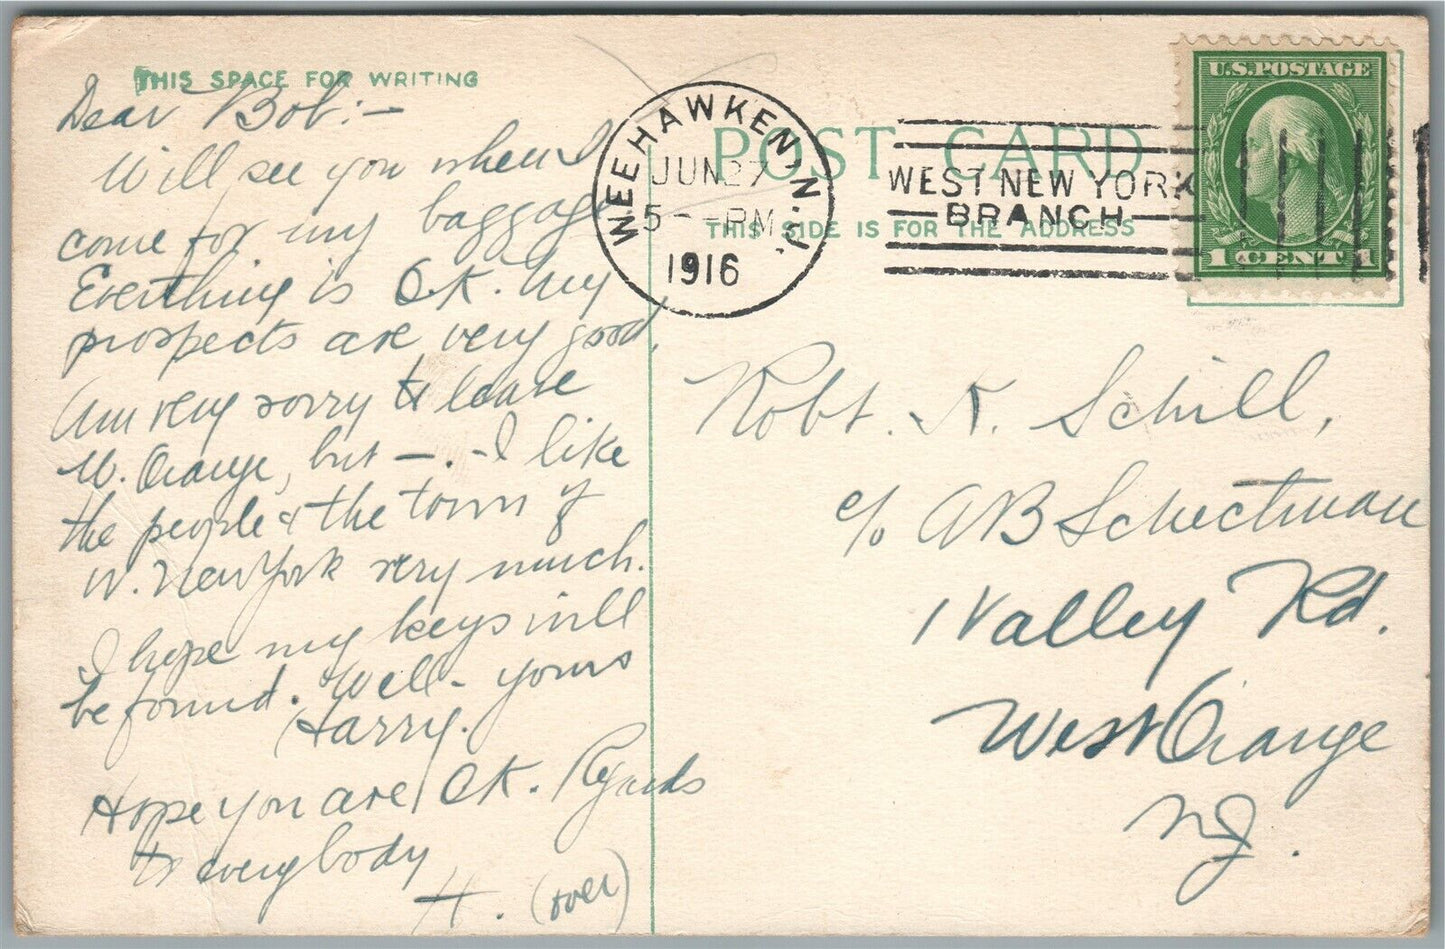 THIS SPACE FOR WRITING
Dear Bob:-
Will see you when I
come for my baggage
Everthing is O.K. My
prospects are very good,
Am very sorry to leave
W. Orange, but -. - I like
the people & the town of
W. New York very much.
I hope my keys will
be found. Well - yours
Harry.
Hope you are OK. Regards
to everybody
H. (over)
POST CARD
THIS SIDE IS FOR THE ADDRESS
WEEHAWKEN, N.J.
JUN 27
5 - PM
1916
WEST NEW YORK
BRANCH
U.S. POSTAGE
1 CENT 1
Robt. K. Schill,
c/o AB Schectman
Valley Rd.
West Orange
NJ.